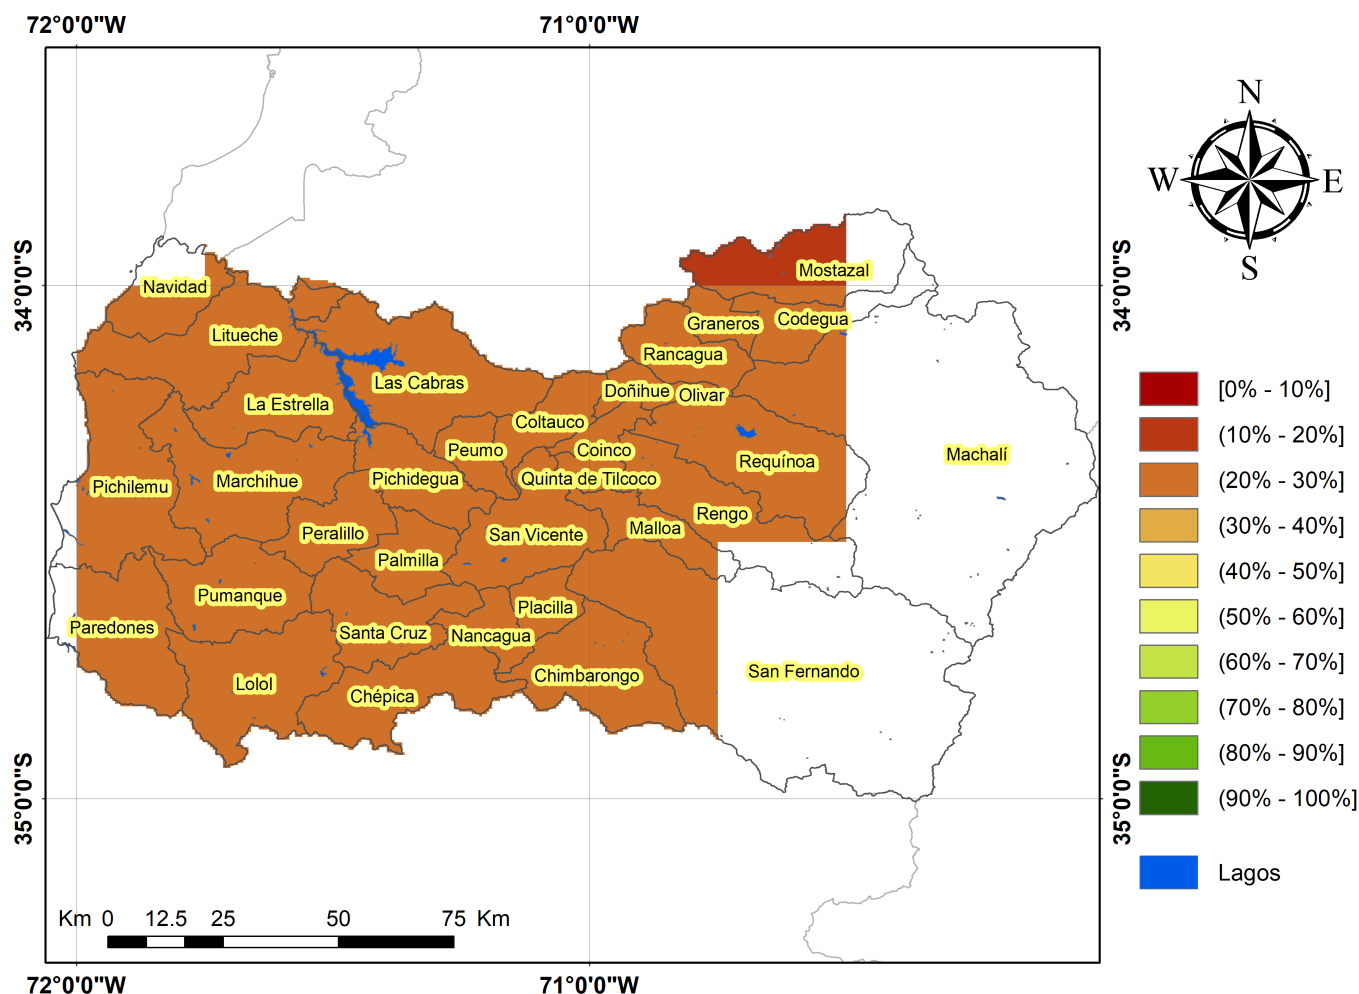 72°0'0"W
71°0'0"W
N
W
E
S
34°0'0"S
34°0'0"S
Mostazal
Navidad
Codegua
Graneros
Litueche
Rancagua
Las Cabras
Doñihue
Olivar
La Estrella
Coltauco
Peumo
Coinco
Machalí
Requínoa
Pichidegua
Quinta de Tilcoco
Marchihue
Pichilemu
Rengo
Malloa
Peralillo
San Vicente
Palmilla
Pumanque
Placilla
Paredones
Santa Cruz
Nancagua
San Fernando
Chimbarongo
Lolol
Chépica
[0% - 10%]
(10% - 20%]
(20% - 30%]
(30% - 40%]
(40% - 50%]
(50% - 60%]
(60% - 70%]
(70% - 80%]
(80% - 90%]
(90% - 100%]
Lagos
35°0'0"S
35°0'0"S
Km 0 12.5 25 50 75 Km
72°0'0"W
71°0'0"W